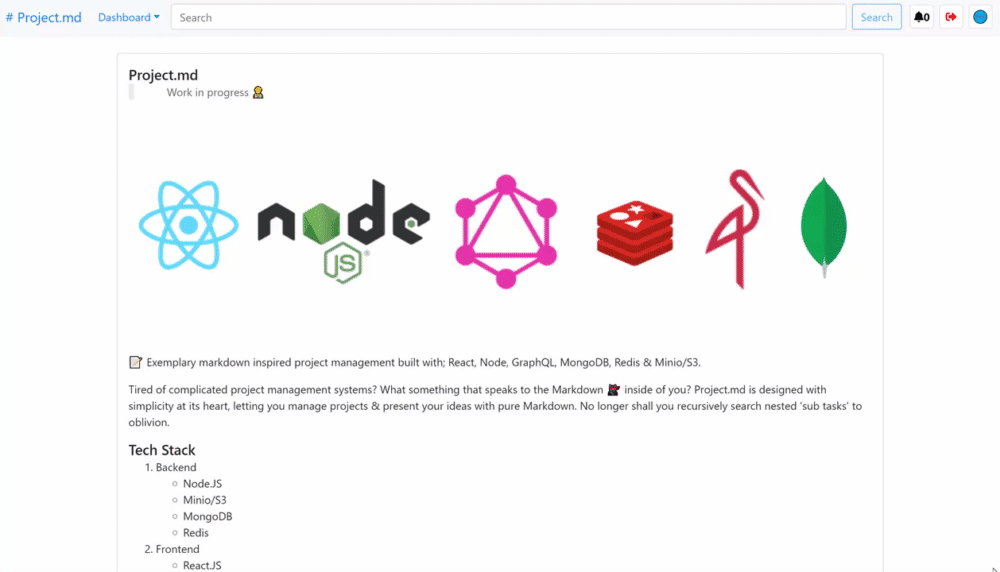 # Project.md Dashboard Search Search 0
Project.md
Work in progress
node
JS
Exemplary markdown inspired project management built with; React, Node, GraphQL, MongoDB, Redis & Minio/S3.
Tired of complicated project management systems? What something that speaks to the Markdown inside of you? Project.md is designed with
simplicity at its heart, letting you manage projects & present your ideas with pure Markdown. No longer shall you recursively search nested 'sub tasks' to
oblivion.
Tech Stack
1. Backend
Node.JS
Minio/S3
MongoDB
Redis
2. Frontend
React.JS